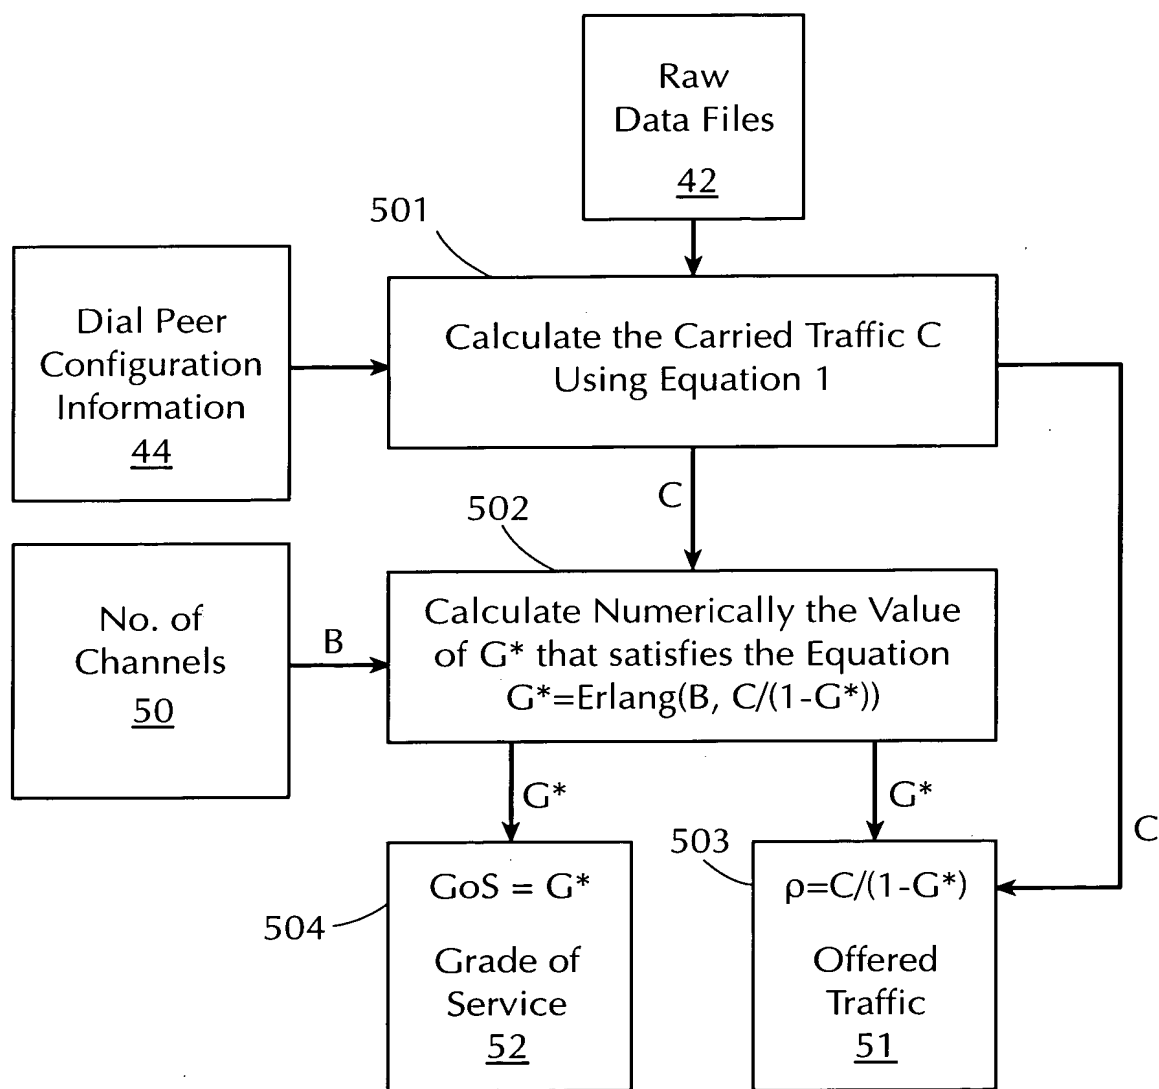 Raw
Data Files
42
501
Dial Peer
Configuration
Information
44
Calculate the Carried Traffic C
Using Equation 1
C
502
No. of
Channels
50
B
Calculate Numerically the Value
of G* that satisfies the Equation
G*=Erlang(B, C/(1-G*))
G*
G*
C
503
504
GoS = G*
Grade of
Service
52
ρ=C/(1-G*)
Offered
Traffic
51